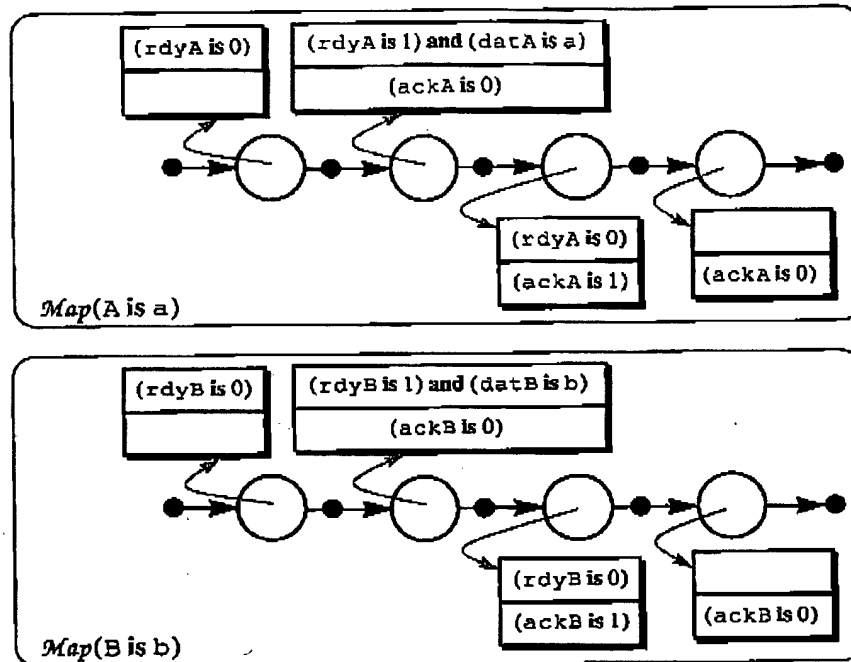 (rdyA is 0)
(rdyA is 1) and (datA is a)
(ackA is 0)
(rdyA is 0)
(ackA is 1)
(ackA is 0)
Map(A is a)
(rdyB is 0)
(rdyB is 1) and (datB is b)
(ackB is 0)
(rdyB is 0)
(ackB is 1)
(ackB is 0)
Map(B is b)